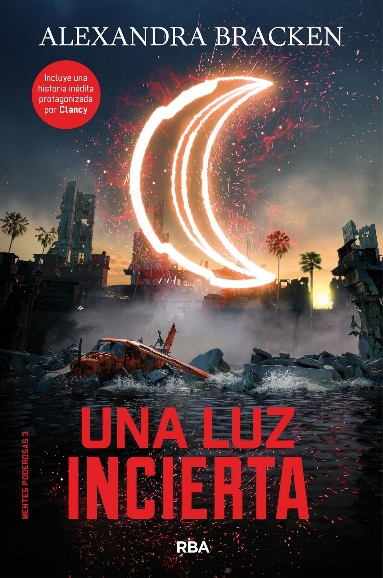 ALEXANDRA BRACKEN
Incluye una
historia inédita
protagonizada
por Clancy
MENTES PODEROSAS 3
UNA LUZ
INCIERTA
RBA